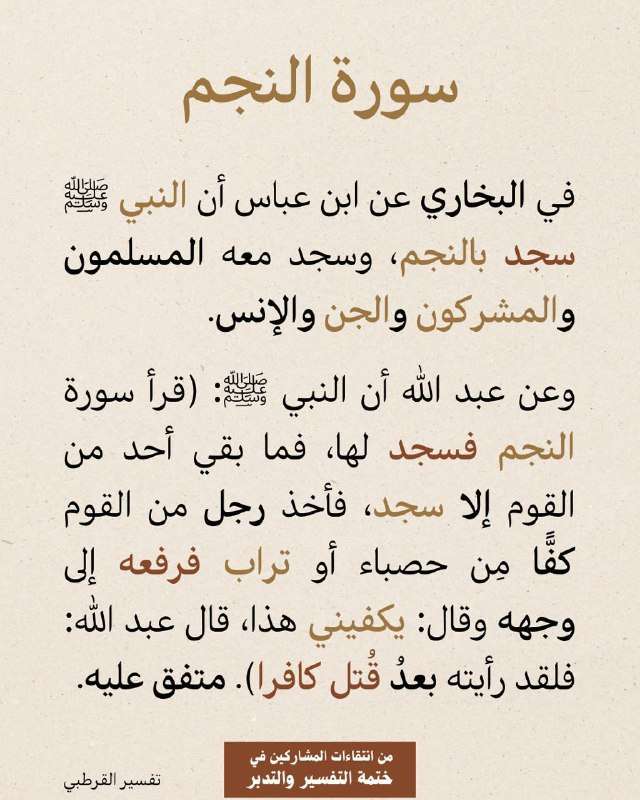 سورة النجم
في البخاري عن ابن عباس أن النبي ﷺ
سجد بالنجم، وسجد معه المسلمون
والمشركون والجن والإنس.
وعن عبد الله أن النبي ﷺ: (قرأ سورة
النجم فسجد لها، فما بقي أحد من
القوم إلا سجد، فأخذ رجل من القوم
كفًّا مِن حصباء أو تراب فرفعه إلى
وجهه وقال: يكفيني هذا، قال عبد الله:
فلقد رأيته بعدُ قُتل كافرا). متفق عليه.
من انتقاءات المشاركين في
ختمة التفسير والتدبر
تفسير القرطبي